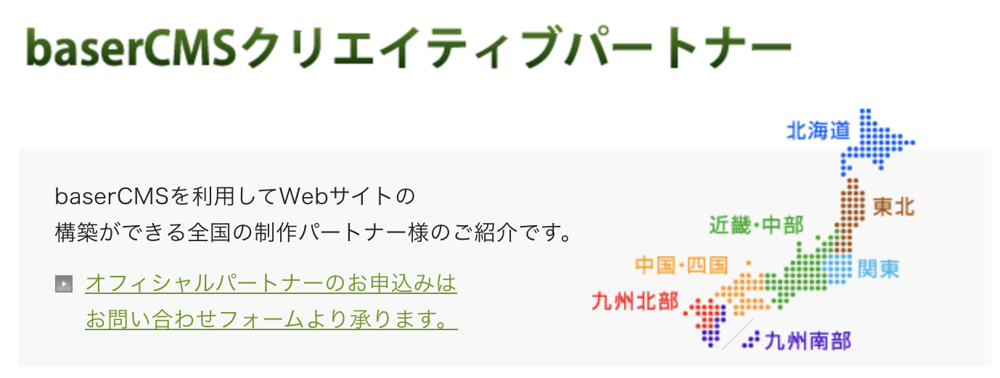 baserCMSクリエイティブパートナー
baserCMSを利用してWebサイトの
構築ができる全国の制作パートナー様のご紹介です。
オフィシャルパートナーのお申込みは
お問い合わせフォームより承ります。
北海道
東北
近畿・中部
中国・四国
関東
九州北部
九州南部